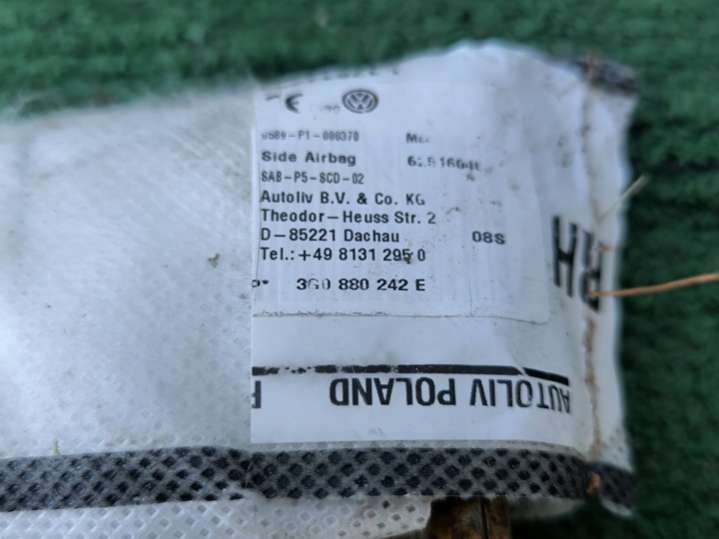 CE
Side Airbag
SAB-P5-SCD-02
Autoliv B.V. & Co. KG
Theodor-Heuss Str. 2
D-85221 Dachau 08S
Tel.: +49 8131 295 0
3G0 880 242 E
RH
AUTOLIV POLAND